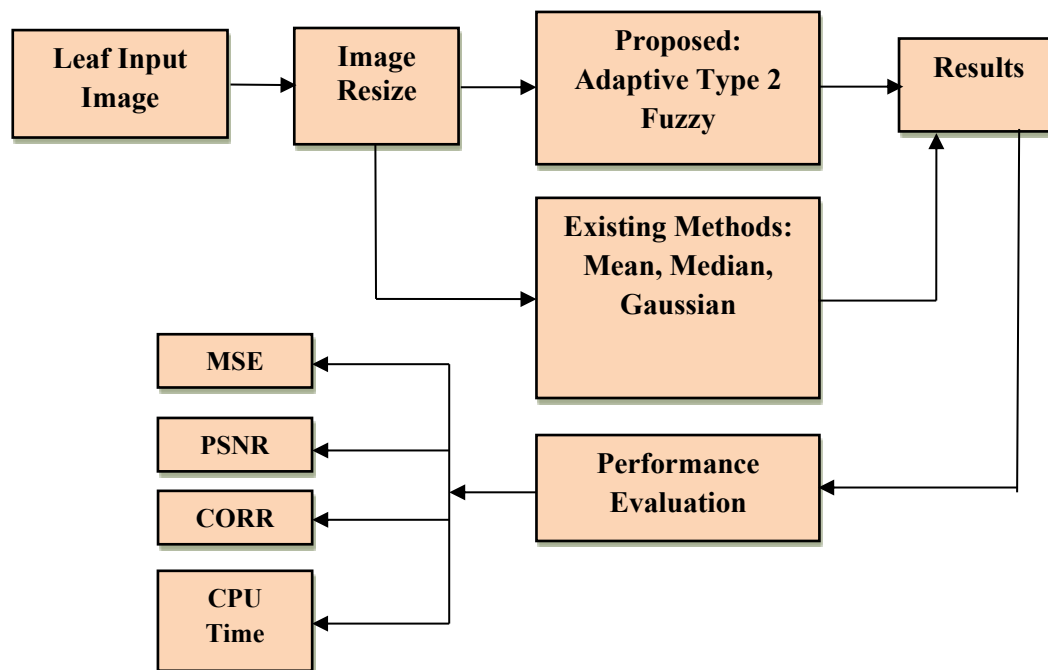 Leaf Input
Image
Image
Resize
Proposed:
Adaptive Type 2
Fuzzy
Results
Existing Methods:
Mean, Median,
Gaussian
MSE
PSNR
CORR
CPU
Time
Performance
Evaluation